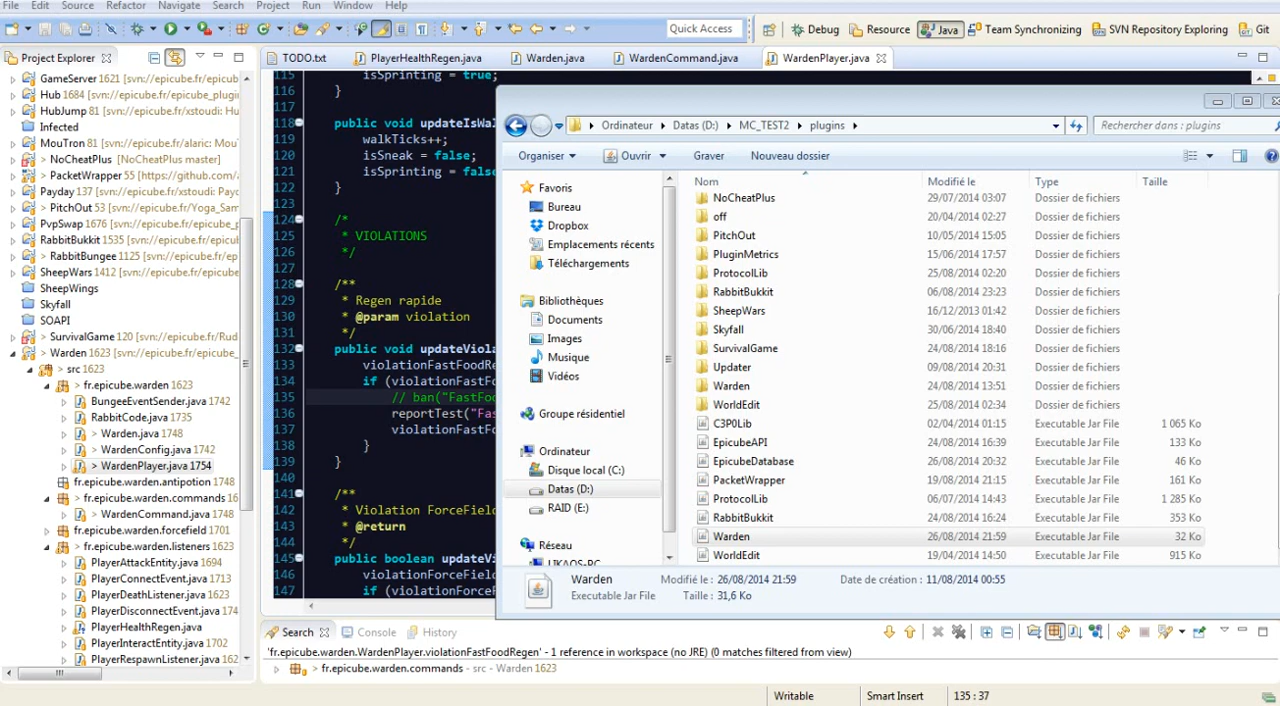 File Edit Source Refactor Navigate Search Project Run Window Help
Quick Access Debug Resource Java Team Synchronizing SVN Repository Exploring Git
Project Explorer
GameServer 1621 [svn://epicube.fr/epicub
Hub 1684 [svn://epicube.fr/epicube_plugin
HubJump 81 [svn://epicube.fr/xstoudi: Hu
Infected
MouTron 81 [svn://epicube.fr/alaric: Mou
> NoCheatPlus [NoCheatPlus master]
> PacketWrapper 55 [https://github.com/
Payday 137 [svn://epicube.fr/xstoudi: Payd
> PitchOut 53 [svn://epicube.fr/Yoga_Sam
PvpSwap 1676 [svn://epicube.fr/epicube_
RabbitBukkit 1535 [svn://epicube.fr/epicub
> RabbitBungee 1125 [svn://epicube.fr/ep
SheepWars 1412 [svn://epicube.fr/epicube
SheepWings
Skyfall
SOAPI
> SurvivalGame 120 [svn://epicube.fr/Rud
> Warden 1623 [svn://epicube.fr/epicube_
> src 1623
> fr.epicube.warden 1623
BungeeEventSender.java 1742
RabbitCode.java 1735
> Warden.java 1748
> WardenConfig.java 1742
> WardenPlayer.java 1754
fr.epicube.warden.antipotion 1748
> fr.epicube.warden.commands 16
> WardenCommand.java 1748
fr.epicube.warden.forcefield 1701
> fr.epicube.warden.listeners 1623
PlayerAttackEntity.java 1694
PlayerConnectEvent.java 1713
PlayerDeathListener.java 1623
PlayerDisconnectEvent.java 174
PlayerHealthRegen.java
PlayerInteractEntity.java 1702
PlayerRespawnListener.java 162
TODO.txt PlayerHealthRegen.java Warden.java WardenCommand.java WardenPlayer.java
115 isSprinting = true;
116 }
117
118 public void updateIsWal
119 walkTicks++;
120 isSneak = false;
121 isSprinting = false
122 }
123
124 /*
125 * VIOLATIONS
126 */
127
128 /**
129 * Regen rapide
130 * @param violation
131 */
132 public void updateViola
133 violationFastFoodRe
134 if (violationFastFo
135 // ban("FastFoo
136 reportTest("Fas
137 violationFastFo
138 }
139 }
140
141 /**
142 * Violation ForceField
143 * @return
144 */
145 public boolean updateVi
146 violationForceField
147 if (violationForceF
Ordinateur Datas (D:) MC_TEST2 plugins
Rechercher dans : plugins
Organiser Ouvrir Graver Nouveau dossier
Favoris
Bureau
Dropbox
Emplacements récents
Téléchargements
Bibliothèques
Documents
Images
Musique
Vidéos
Groupe résidentiel
Ordinateur
Disque local (C:)
Datas (D:)
RAID (E:)
Réseau
Nom Modifié le Type Taille
NoCheatPlus 29/07/2014 03:07 Dossier de fichiers
off 20/04/2014 02:27 Dossier de fichiers
PitchOut 10/05/2014 15:05 Dossier de fichiers
PluginMetrics 15/06/2014 17:57 Dossier de fichiers
ProtocolLib 25/08/2014 02:20 Dossier de fichiers
RabbitBukkit 06/08/2014 23:23 Dossier de fichiers
SheepWars 16/12/2013 01:42 Dossier de fichiers
Skyfall 30/06/2014 18:40 Dossier de fichiers
SurvivalGame 24/08/2014 18:16 Dossier de fichiers
Updater 09/08/2014 20:31 Dossier de fichiers
Warden 24/08/2014 13:51 Dossier de fichiers
WorldEdit 25/08/2014 02:34 Dossier de fichiers
C3P0Lib 02/04/2014 01:15 Executable Jar File 1 065 Ko
EpicubeAPI 24/08/2014 16:39 Executable Jar File 133 Ko
EpicubeDatabase 26/08/2014 20:32 Executable Jar File 46 Ko
PacketWrapper 19/08/2014 21:15 Executable Jar File 161 Ko
ProtocolLib 06/07/2014 14:43 Executable Jar File 1 285 Ko
RabbitBukkit 24/08/2014 16:24 Executable Jar File 353 Ko
Warden 26/08/2014 21:59 Executable Jar File 32 Ko
WorldEdit 19/04/2014 14:50 Executable Jar File 915 Ko
Warden Modifié le : 26/08/2014 21:59 Date de création : 11/08/2014 00:55
Executable Jar File Taille : 31,6 Ko
Search Console History
'fr.epicube.warden.WardenPlayer.violationFastFoodRegen' - 1 reference in workspace (no JRE) (0 matches filtered from view)
> fr.epicube.warden.commands - src - Warden 1623
Writable Smart Insert 135 : 37